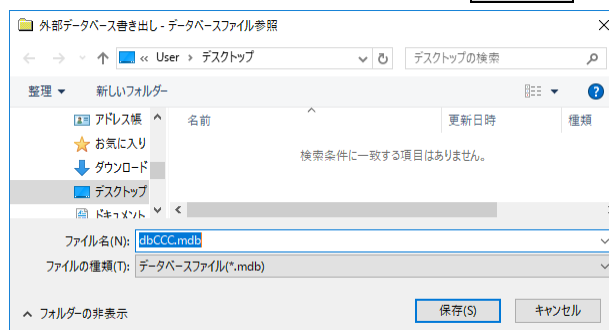 外部データベース書き出し - データベースファイル参照
« User › デスクトップ
デスクトップの検索
整理 新しいフォルダー
名前 更新日時 種類
アドレス帳
お気に入り
ダウンロード
デスクトップ
ドキュメント
検索条件に一致する項目はありません。
ファイル名(N): dbCCC.mdb
ファイルの種類(T): データベースファイル(*.mdb)
フォルダーの非表示 保存(S) キャンセル